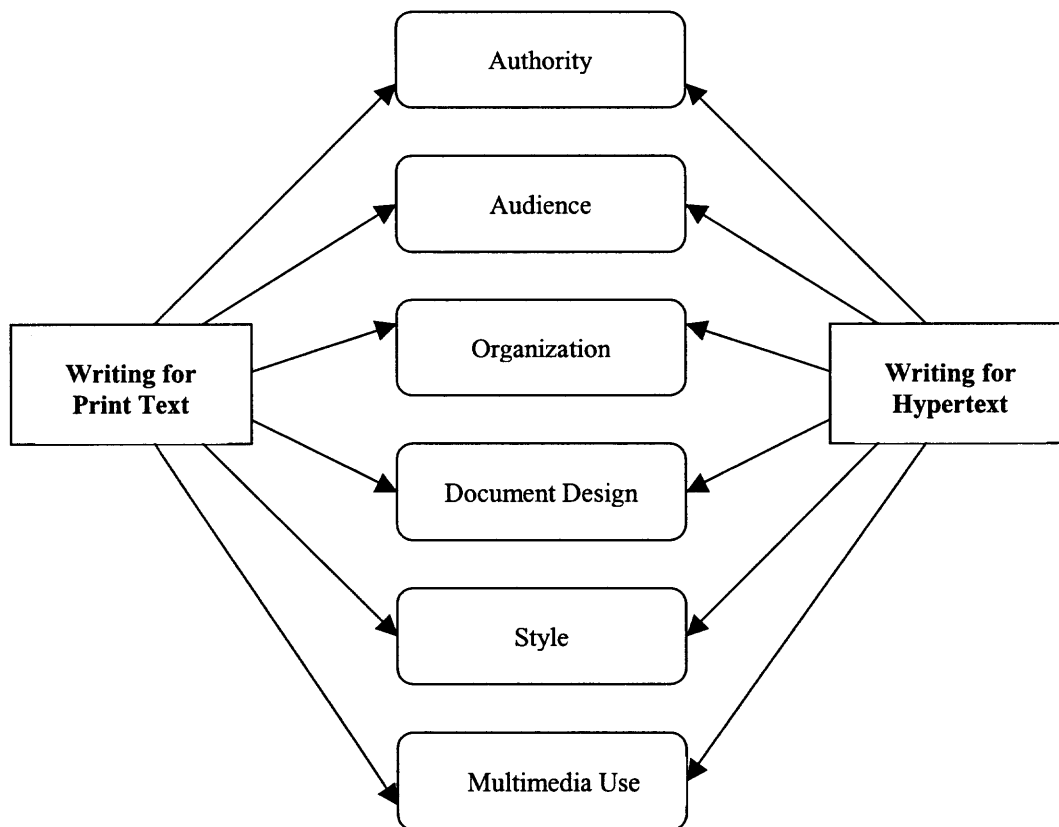 Authority
Audience
Organization
Writing for
Print Text
Writing for
Hypertext
Document Design
Style
Multimedia Use